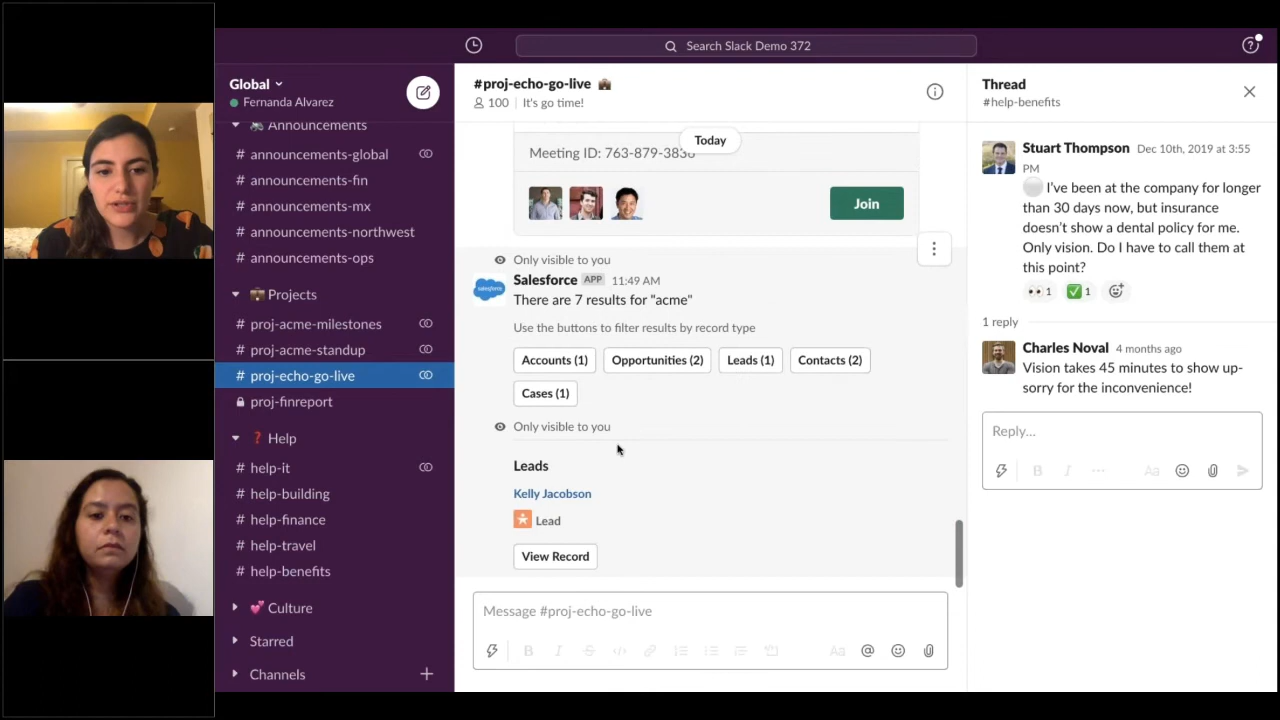 Search Slack Demo 372
Global
Fernanda Alvarez
Announcements
announcements-global
# announcements-fin
# announcements-mx
# announcements-northwest
# announcements-ops
Projects
# proj-acme-milestones
# proj-acme-standup
# proj-echo-go-live
proj-finreport
❓ Help
# help-it
# help-building
# help-finance
# help-travel
# help-benefits
💕 Culture
Starred
Channels +
#proj-echo-go-live 💼
100 | It's go time!
Today
Meeting ID: 763-879-3836
Join
Only visible to you
salesforce
Salesforce APP 11:49 AM
There are 7 results for "acme"
Use the buttons to filter results by record type
Accounts (1) Opportunities (2) Leads (1) Contacts (2)
Cases (1)
Only visible to you
Leads
Kelly Jacobson
Lead
View Record
Message #proj-echo-go-live
B I S </> Aa @
Thread
#help-benefits
Stuart Thompson Dec 10th, 2019 at 3:55
PM
I've been at the company for longer
than 30 days now, but insurance
doesn't show a dental policy for me.
Only vision. Do I have to call them at
this point?
👀 1 ✅ 1
1 reply
Charles Noval 4 months ago
Vision takes 45 minutes to show up-
sorry for the inconvenience!
Reply...
B I ... Aa